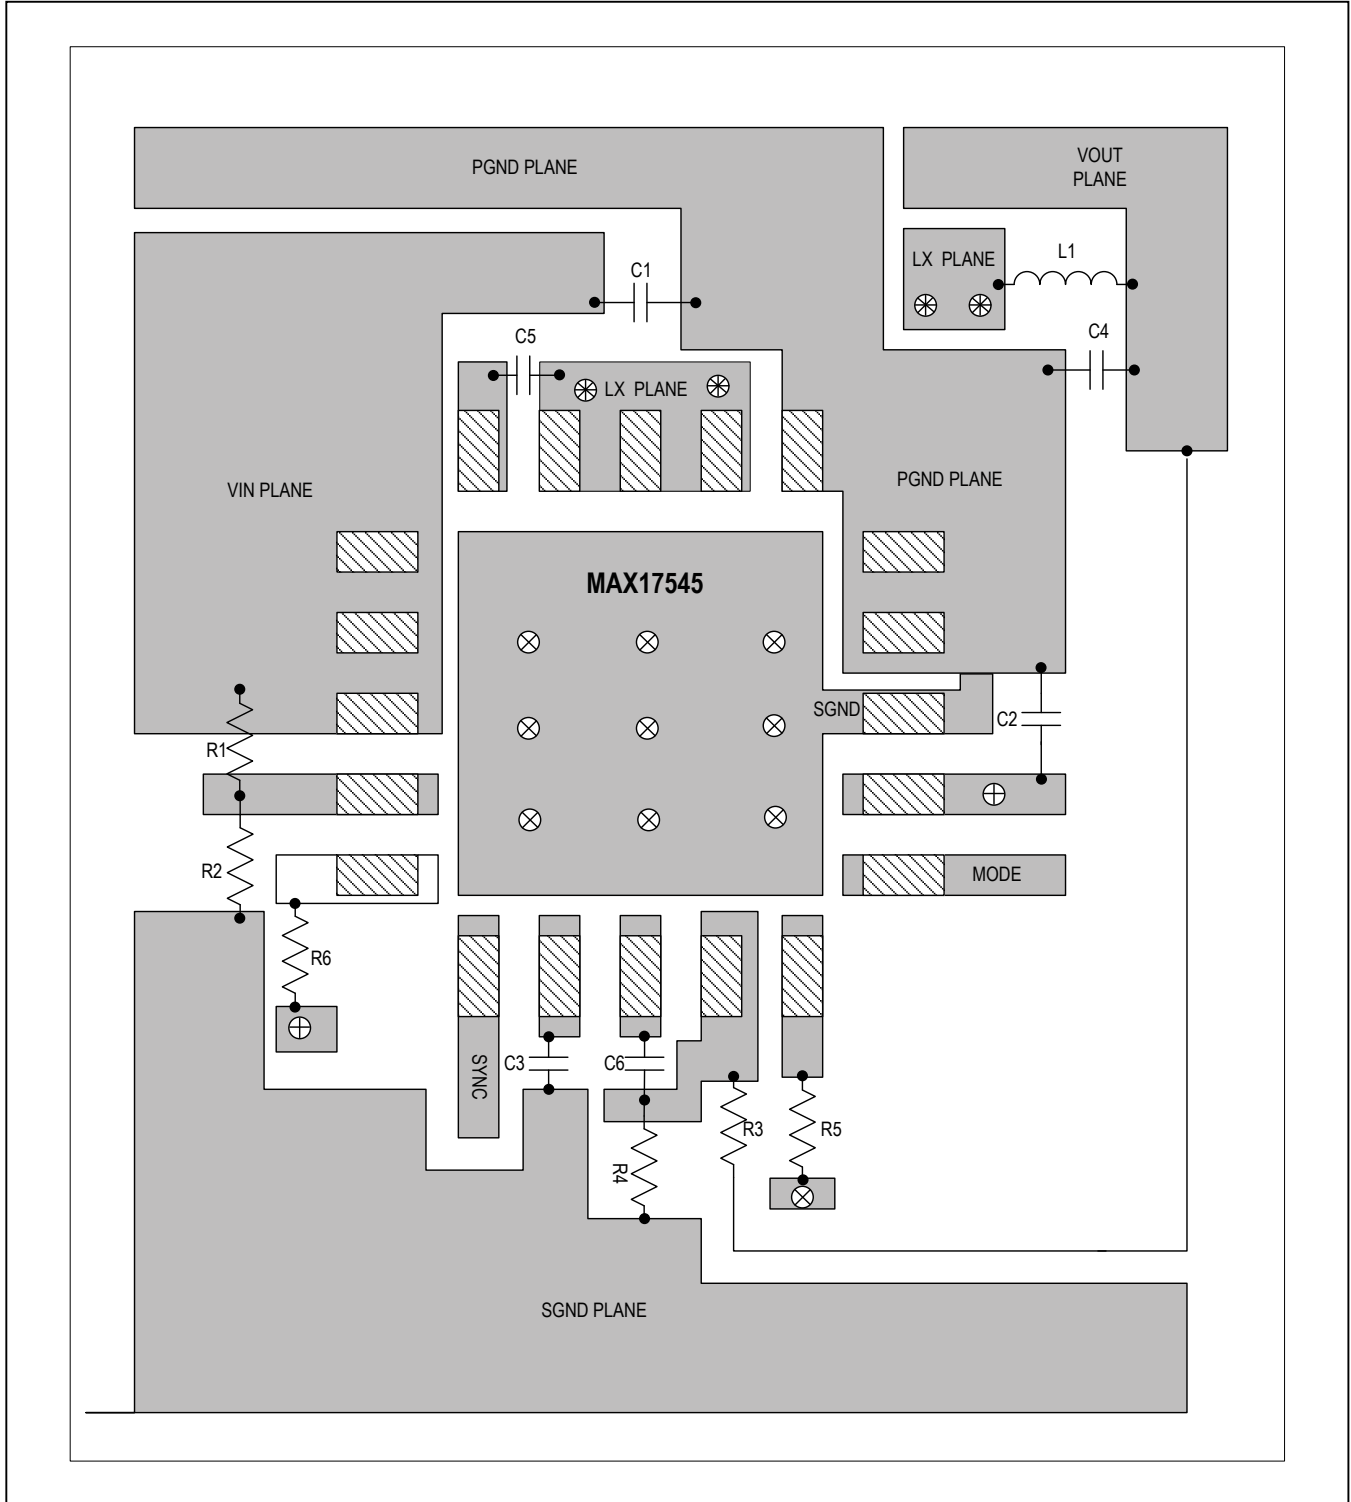 PGND PLANE
VOUT
PLANE
LX PLANE
L1
C1
C4
C5
LX PLANE
VIN PLANE
PGND PLANE
MAX17545
SGND
C2
R1
R2
MODE
R6
SYNC
C3
C6
R3
R5
R4
SGND PLANE